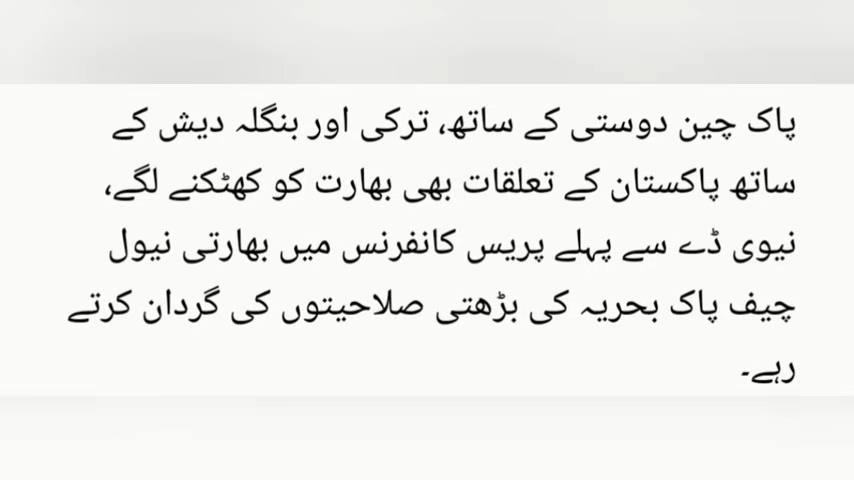 پاک چین دوستی کے ساتھ، ترکی اور بنگلہ دیش کے
ساتھ پاکستان کے تعلقات بھی بھارت کو کھٹکنے لگے،
نیوی ڈے سے پہلے پریس کانفرنس میں بھارتی نیول
چیف پاک بحریہ کی بڑھتی صلاحیتوں کی گردان کرتے
رہے۔